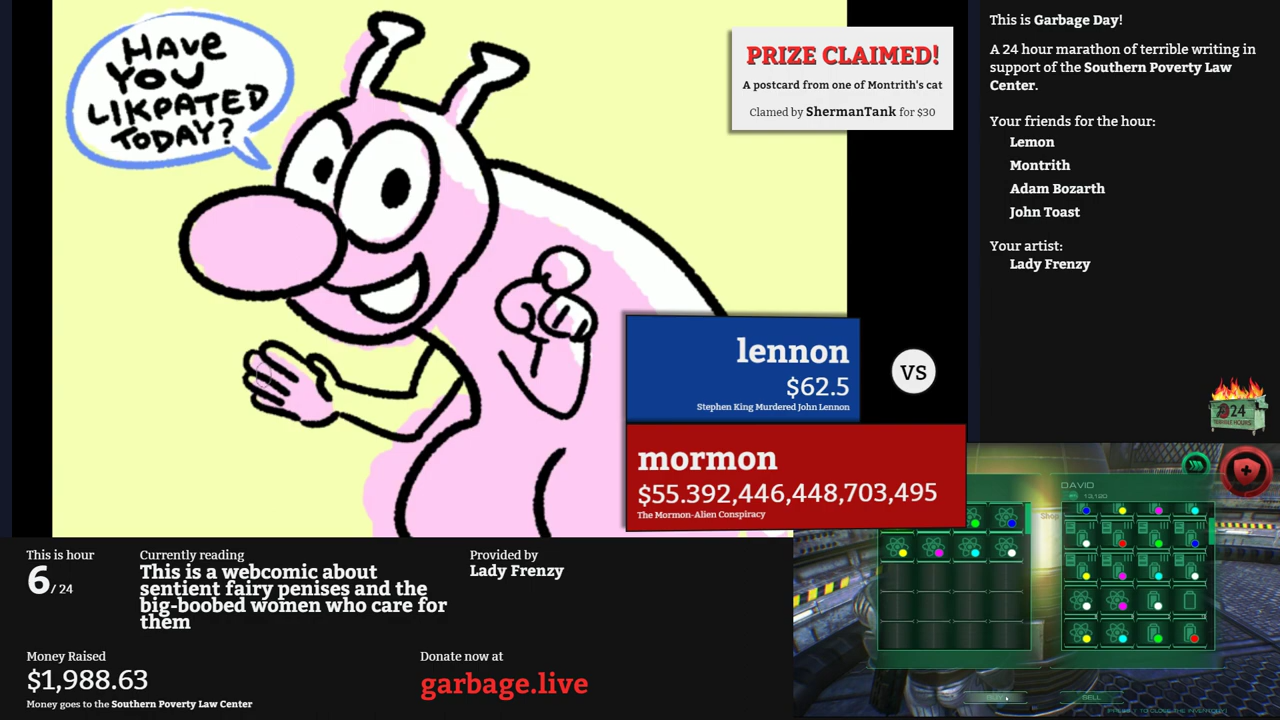 HAVE
YOU
LIKPATED
TODAY?
PRIZE CLAIMED!
A postcard from one of Montrith's cat
Clamed by ShermanTank for $30
lennon
$62.5
Stephen King Murdered John Lennon
VS
mormon
$55.392,446,448,703,495
The Mormon-Alien Conspiracy
This is Garbage Day!
A 24 hour marathon of terrible writing in
support of the Southern Poverty Law
Center.
Your friends for the hour:
Lemon
Montrith
Adam Bozarth
John Toast
Your artist:
Lady Frenzy
This is hour
6/ 24
Currently reading
This is a webcomic about
sentient fairy penises and the
big-boobed women who care for
them
Provided by
Lady Frenzy
Money Raised
$1,988.63
Money goes to the Southern Poverty Law Center
Donate now at
garbage.live
DAVID
13,120
Shop
BUY
SELL